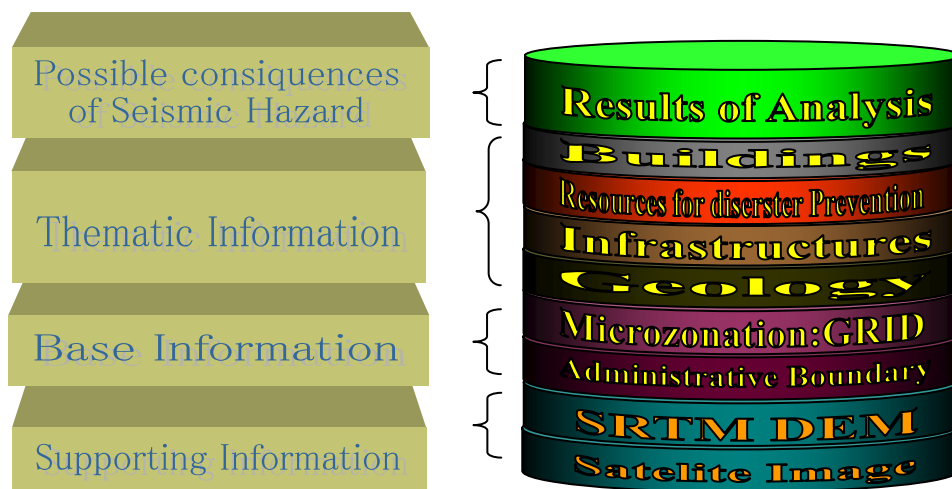 Possible consiquences
of Seismic Hazard
Thematic Information
Base Information
Supporting Information
Results of Analysis
Buildings
Resources for diserster Prevention
Infrastructures
Geology
Microzonation:GRID
Administrative Boundary
SRTM DEM
Satelite Image